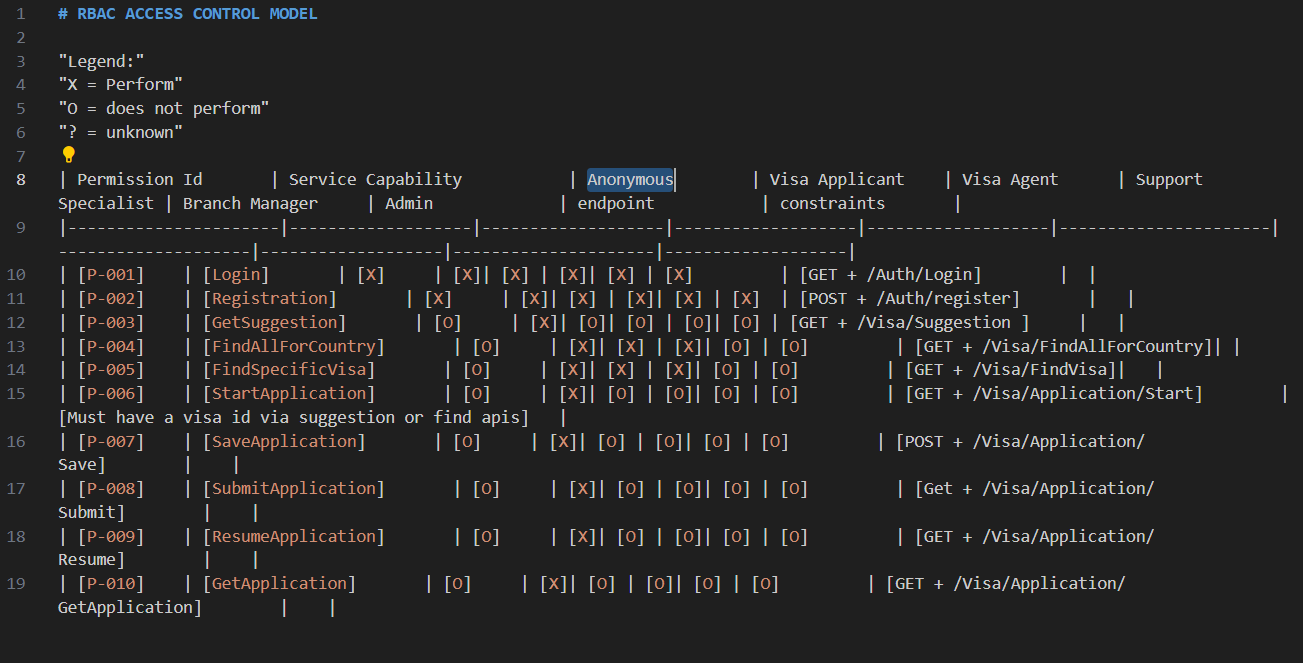 1 # RBAC ACCESS CONTROL MODEL
2
3 "Legend:"
4 "X = Perform"
5 "O = does not perform"
6 "? = unknown"
7
8 | Permission Id | Service Capability | Anonymous | Visa Applicant | Visa Agent | Support
Specialist | Branch Manager | Admin | endpoint | constraints |
9 |----------------------|-------------------|-------------------|-------------------|-------------------|----------------------|
--------------------|-------------------|---------------------|-------------------|
10 | [P-001] | [Login] | [X] | [X]| [X] | [X]| [X] | [X] | [GET + /Auth/Login] | |
11 | [P-002] | [Registration] | [X] | [X]| [X] | [X]| [X] | [X] | [POST + /Auth/register] | |
12 | [P-003] | [GetSuggestion] | [O] | [X]| [O]| [O] | [O]| [O] | [GET + /Visa/Suggestion ] | |
13 | [P-004] | [FindAllForCountry] | [O] | [X]| [X] | [X]| [O] | [O] | [GET + /Visa/FindAllForCountry]| |
14 | [P-005] | [FindSpecificVisa] | [O] | [X]| [X] | [X]| [O] | [O] | [GET + /Visa/FindVisa]| |
15 | [P-006] | [StartApplication] | [O] | [X]| [O] | [O]| [O] | [O] | [GET + /Visa/Application/Start] |
[Must have a visa id via suggestion or find apis] |
16 | [P-007] | [SaveApplication] | [O] | [X]| [O] | [O]| [O] | [O] | [POST + /Visa/Application/
Save] | |
17 | [P-008] | [SubmitApplication] | [O] | [X]| [O] | [O]| [O] | [O] | [Get + /Visa/Application/
Submit] | |
18 | [P-009] | [ResumeApplication] | [O] | [X]| [O] | [O]| [O] | [O] | [GET + /Visa/Application/
Resume] | |
19 | [P-010] | [GetApplication] | [O] | [X]| [O] | [O]| [O] | [O] | [GET + /Visa/Application/
GetApplication] | |